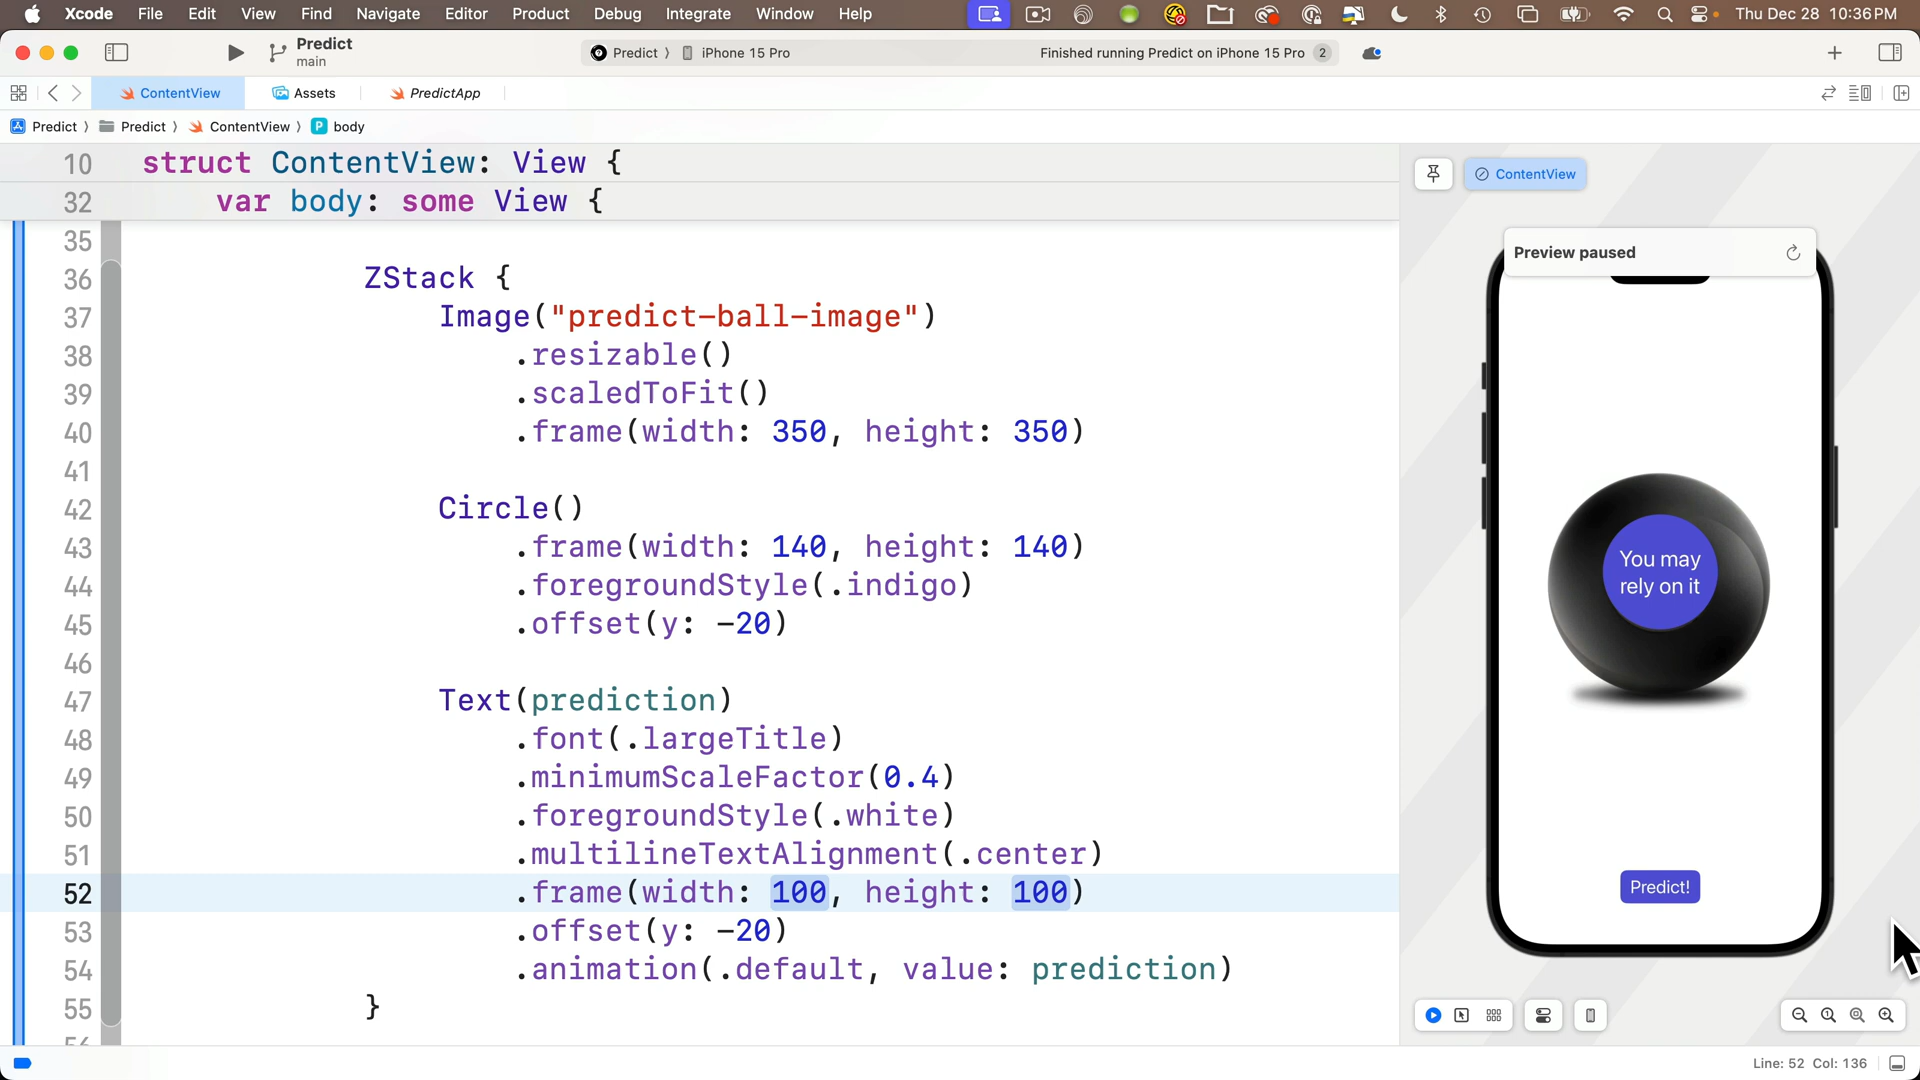 Xcode File Edit View Find Navigate Editor Product Debug Integrate Window Help Thu Dec 28 10:36 PM
Predict
main
Predict 〉 iPhone 15 Pro Finished running Predict on iPhone 15 Pro 2
ContentView Assets PredictApp
Predict 〉 Predict 〉 ContentView 〉 P body
10 struct ContentView: View {
32 var body: some View {
35
36 ZStack {
37 Image("predict-ball-image")
38 .resizable()
39 .scaledToFit()
40 .frame(width: 350, height: 350)
41
42 Circle()
43 .frame(width: 140, height: 140)
44 .foregroundStyle(.indigo)
45 .offset(y: -20)
46
47 Text(prediction)
48 .font(.largeTitle)
49 .minimumScaleFactor(0.4)
50 .foregroundStyle(.white)
51 .multilineTextAlignment(.center)
52 .frame(width: 100, height: 100)
53 .offset(y: -20)
54 .animation(.default, value: prediction)
55 }
56
ContentView
Preview paused
You may
rely on it
Predict!
Line: 52 Col: 136